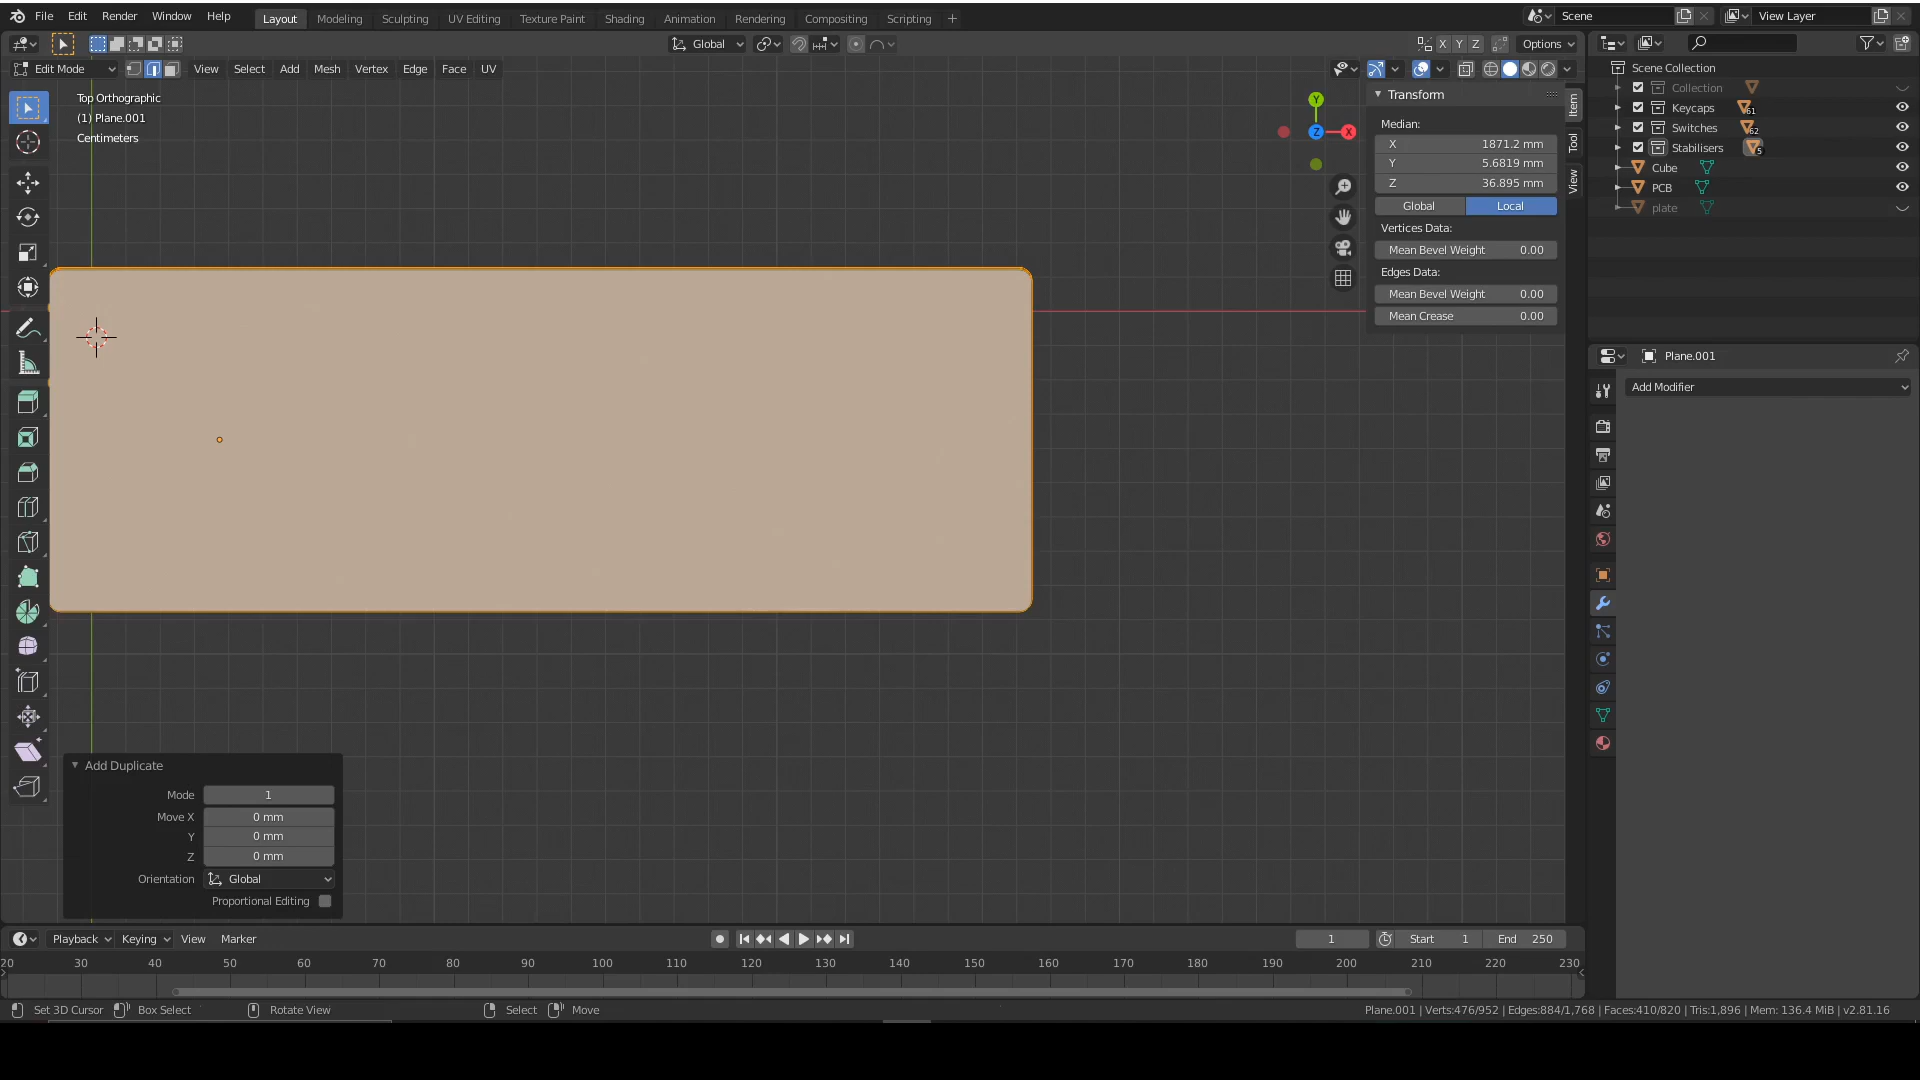 File Edit Render Window Help Layout Modeling Sculpting UV Editing Texture Paint Shading Animation Rendering Compositing Scripting + Scene View Layer
Global X Y Z Options
Edit Mode View Select Add Mesh Vertex Edge Face UV
Top Orthographic
(1) Plane.001
Centimeters
Y
Z X
Transform
Median:
X 1871.2 mm
Y 5.6819 mm
Z 36.895 mm
Global Local
Vertices Data:
Mean Bevel Weight 0.00
Edges Data:
Mean Bevel Weight 0.00
Mean Crease 0.00
Item
Tool
View
Scene Collection
Collection
Keycaps 61
Switches 62
Stabilisers 5
Cube
PCB
plate
Plane.001
Add Modifier
Add Duplicate
Mode 1
Move X 0 mm
Y 0 mm
Z 0 mm
Orientation Global
Proportional Editing
Playback Keying View Marker 1 Start 1 End 250
20 30 40 50 60 70 80 90 100 110 120 130 140 150 160 170 180 190 200 210 220 230
Set 3D Cursor Box Select Rotate View Select Move Plane.001 | Verts:476/952 | Edges:884/1,768 | Faces:410/820 | Tris:1,896 | Mem: 136.4 MiB | v2.81.16